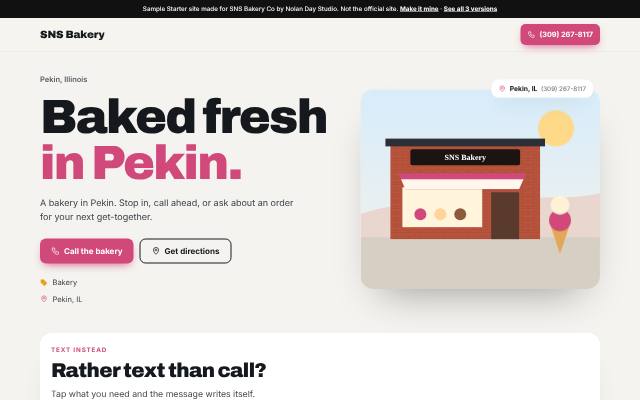 Sample Starter site made for SNS Bakery Co by Nolan Day Studio. Not the official site. Make it mine · See all 3 versions
SNS Bakery
(309) 267-8117
Pekin, Illinois
Baked fresh
in Pekin.
A bakery in Pekin. Stop in, call ahead, or ask about an order
for your next get-together.
Call the bakery
Get directions
Bakery
Pekin, IL
Pekin, IL (309) 267-8117
SNS Bakery
TEXT INSTEAD
Rather text than call?
Tap what you need and the message writes itself.